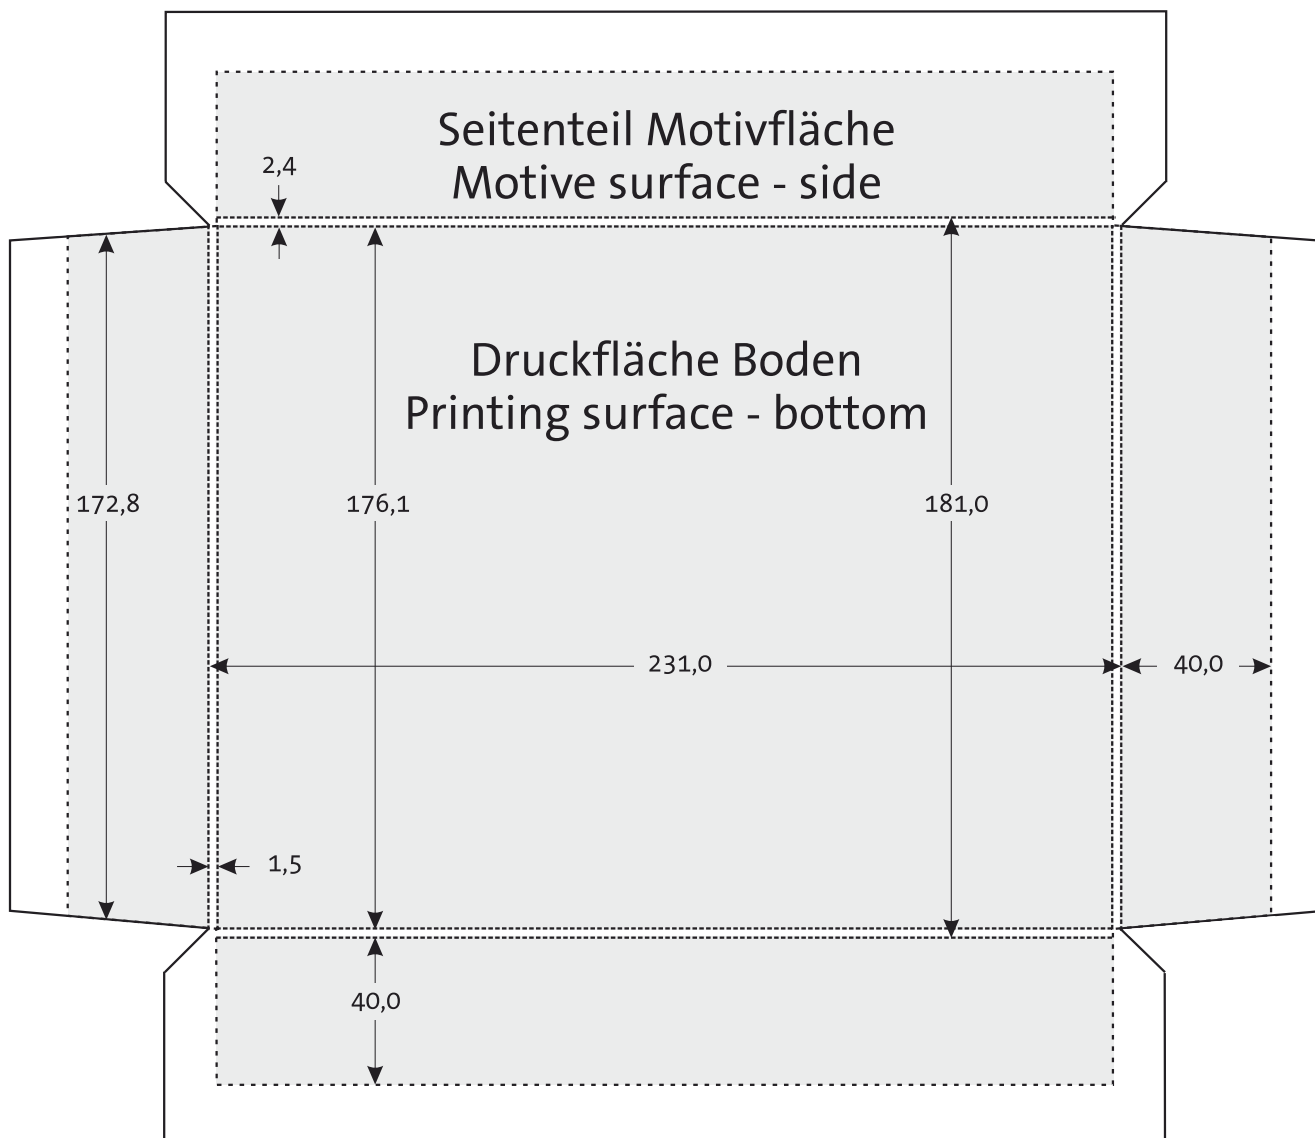 Seitenteil Motivfläche
Motive surface - side
2,4
Druckfläche Boden
Printing surface - bottom
172,8
176,1
181,0
231,0
40,0
1,5
40,0